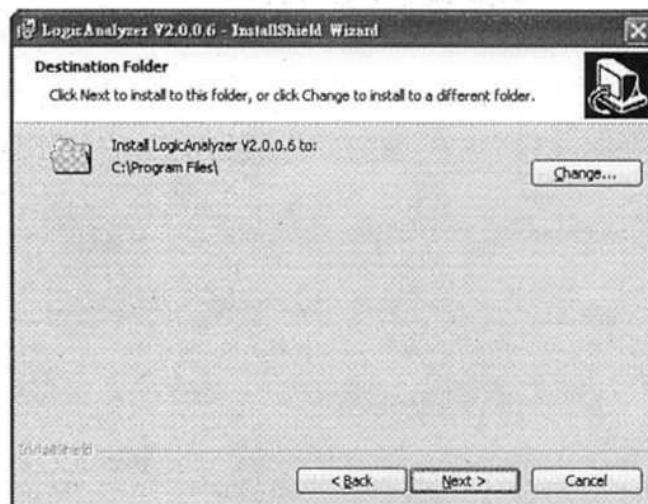 LogicAnalyzer V2.0.0.6 - InstallShield Wizard
Destination Folder
Click Next to install to this folder, or click Change to install to a different folder.
Install LogicAnalyzer V2.0.0.6 to:
C:\Program Files\
Change...
InstallShield
< Back
Next >
Cancel